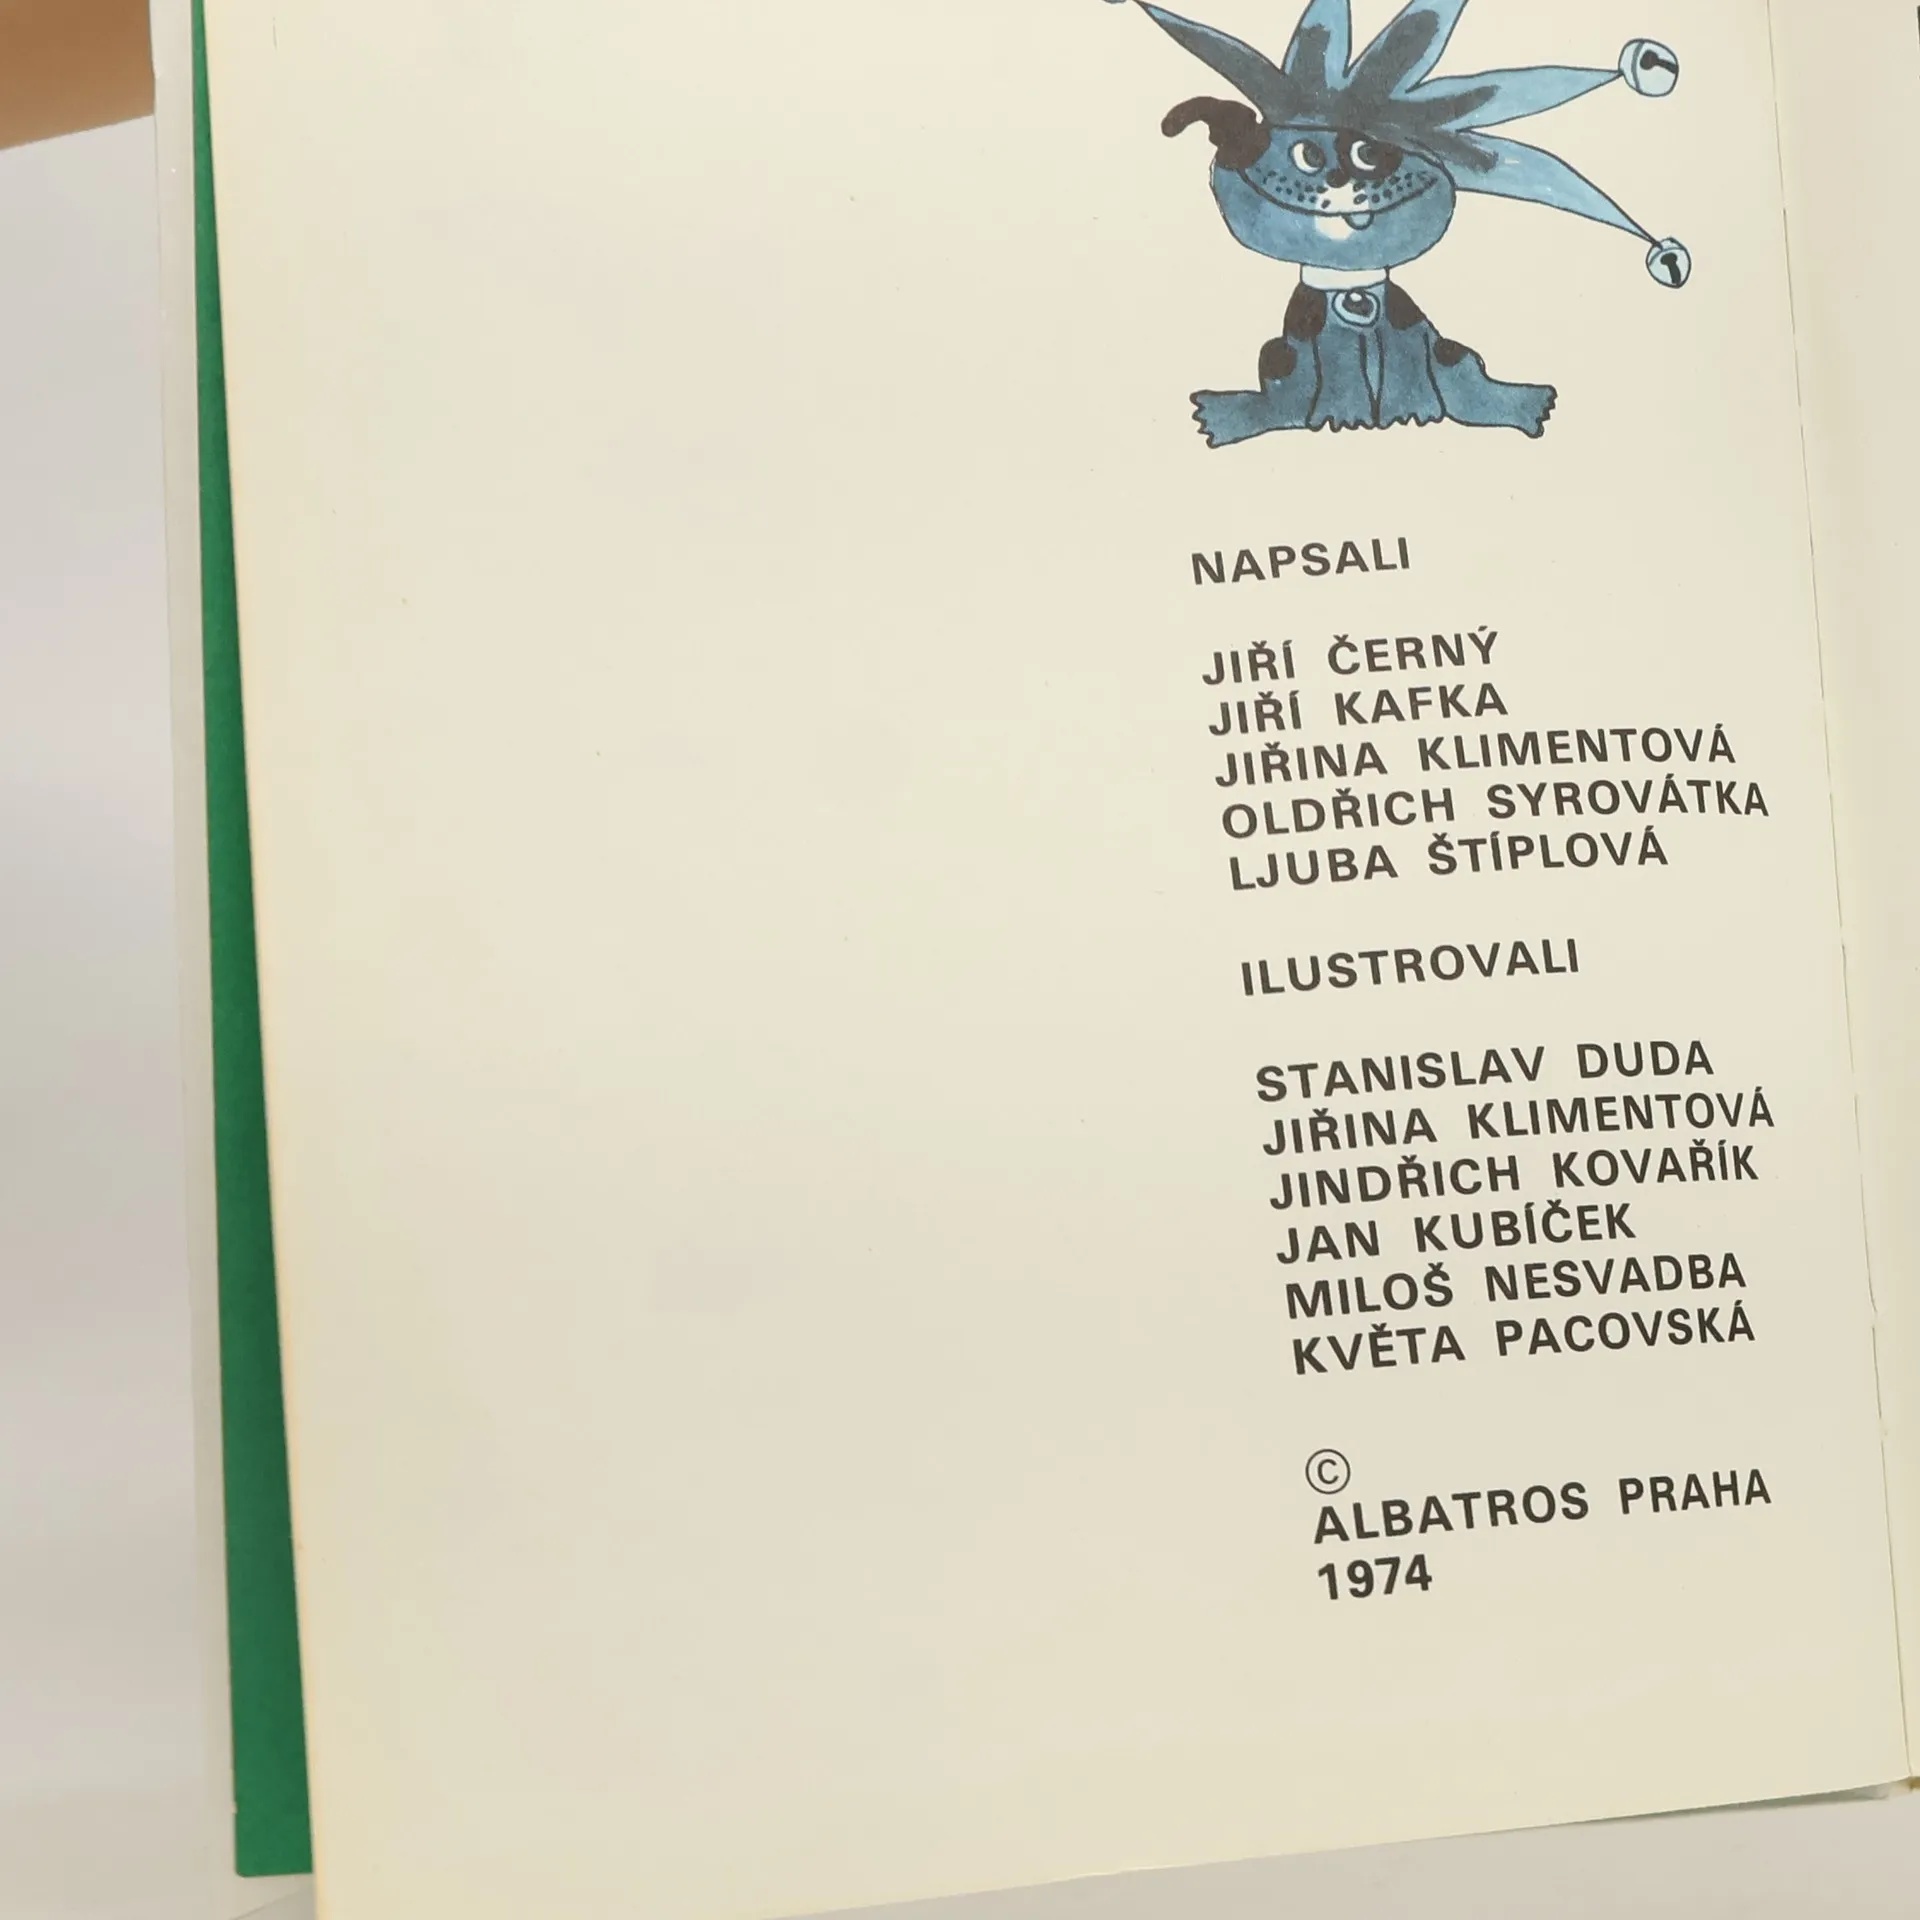 NAPSALI
JIŘÍ ČERNÝ
JIŘÍ KAFKA
JIŘINA KLIMENTOVÁ
OLDŘICH SYROVÁTKA
LJUBA ŠTÍPLOVÁ
ILUSTROVALI
STANISLAV DUDA
JIŘINA KLIMENTOVÁ
JINDŘICH KOVAŘÍK
JAN KUBÍČEK
MILOŠ NESVADBA
KVĚTA PACOVSKÁ
©
ALBATROS PRAHA
1974